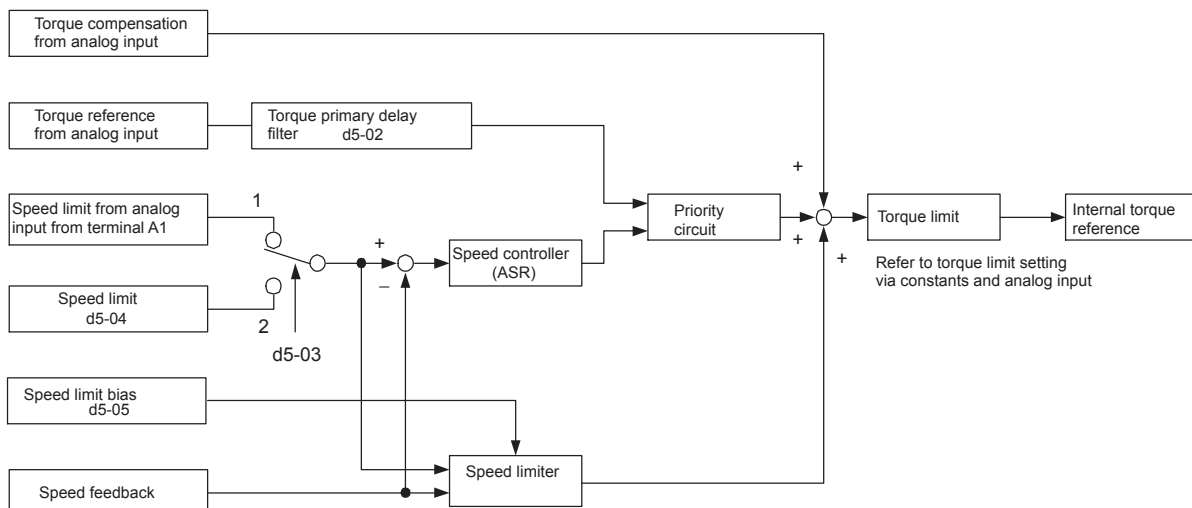 Torque compensation
from analog input
Torque reference
from analog input
Torque primary delay
filter d5-02
Speed limit from analog
input from terminal A1
1
+
–
Speed controller
(ASR)
Priority
circuit
+
+
+
Torque limit
Internal torque
reference
Refer to torque limit setting
via constants and analog input
Speed limit
d5-04
2
d5-03
Speed limit bias
d5-05
Speed limiter
Speed feedback